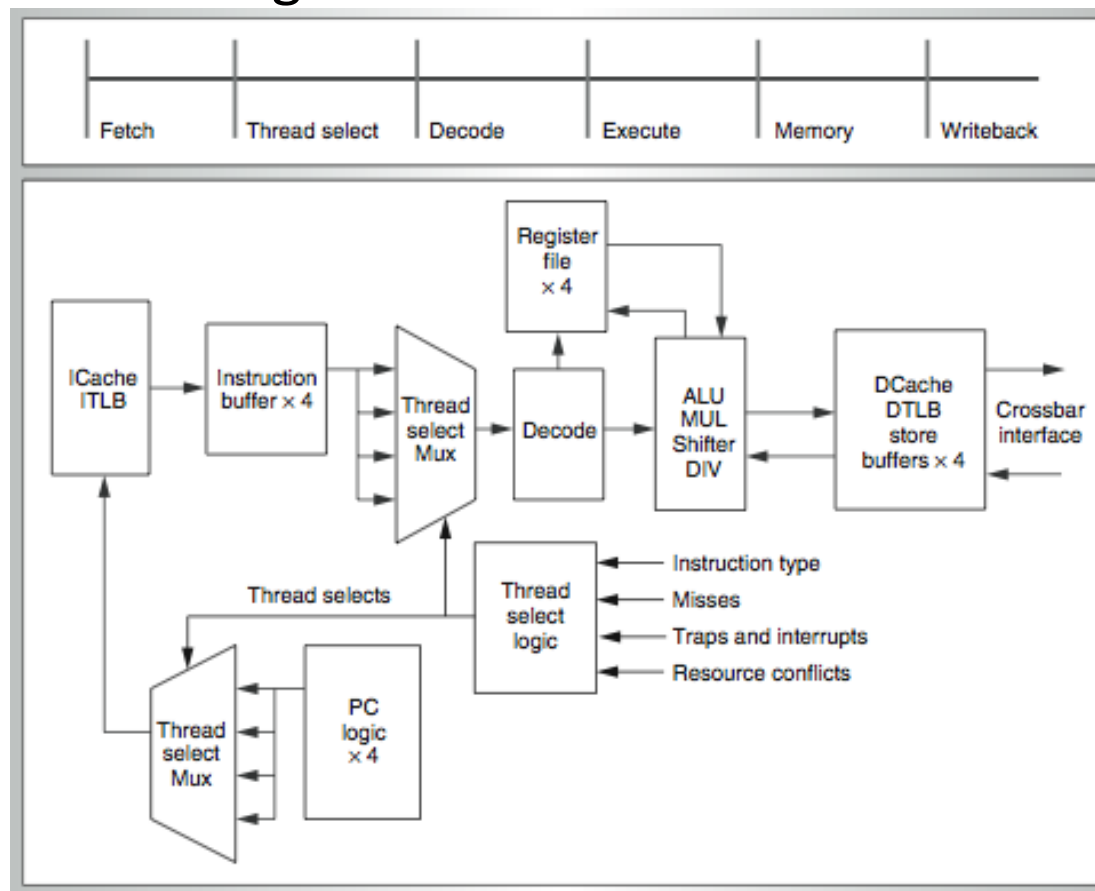 Fetch
Thread select
Decode
Execute
Memory
Writeback
Register
file
× 4
ICache
ITLB
Instruction
buffer × 4
Thread
select
Mux
Decode
ALU
MUL
Shifter
DIV
DCache
DTLB
store
buffers × 4
Crossbar
interface
Thread selects
Thread
select
logic
Instruction type
Misses
Traps and interrupts
Resource conflicts
Thread
select
Mux
PC
logic
× 4